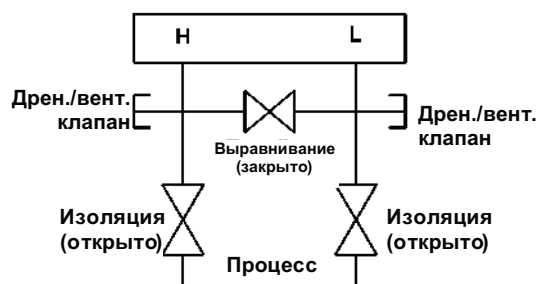 H L
Дрен./вент.
клапан
Дрен./вент.
клапан
Выравнивание
(закрыто)
Изоляция
(открыто)
Изоляция
(открыто)
Процесс